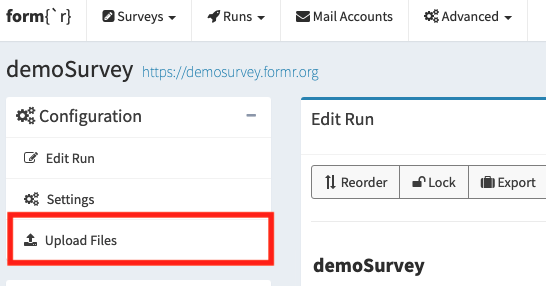 form{`r} Surveys Runs Mail Accounts Advanced
demoSurvey https://demosurvey.formr.org
Configuration
Edit Run
Settings
Upload Files
Edit Run
Reorder Lock Export
demoSurvey